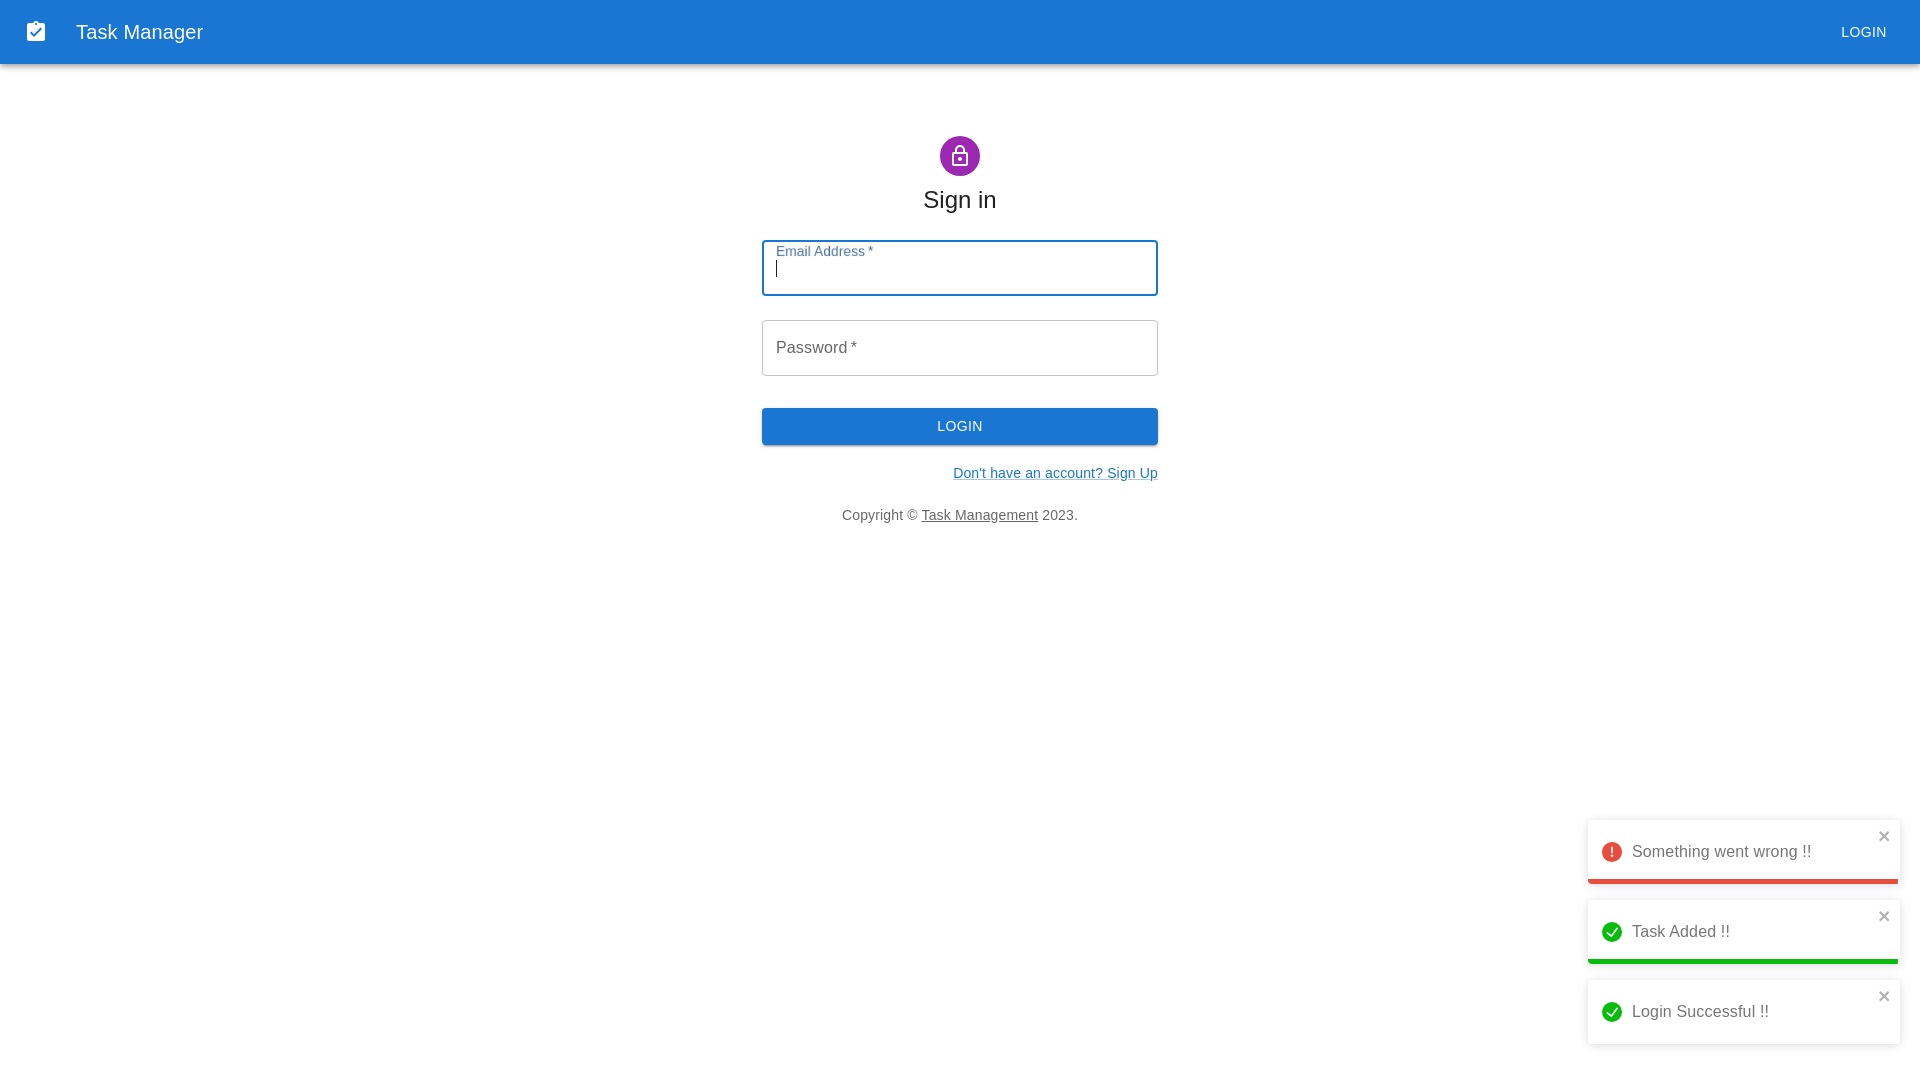 Task Manager
LOGIN
Sign in
Email Address *
Password *
LOGIN
Don't have an account? Sign Up
Copyright © Task Management 2023.
Something went wrong !!
Task Added !!
Login Successful !!